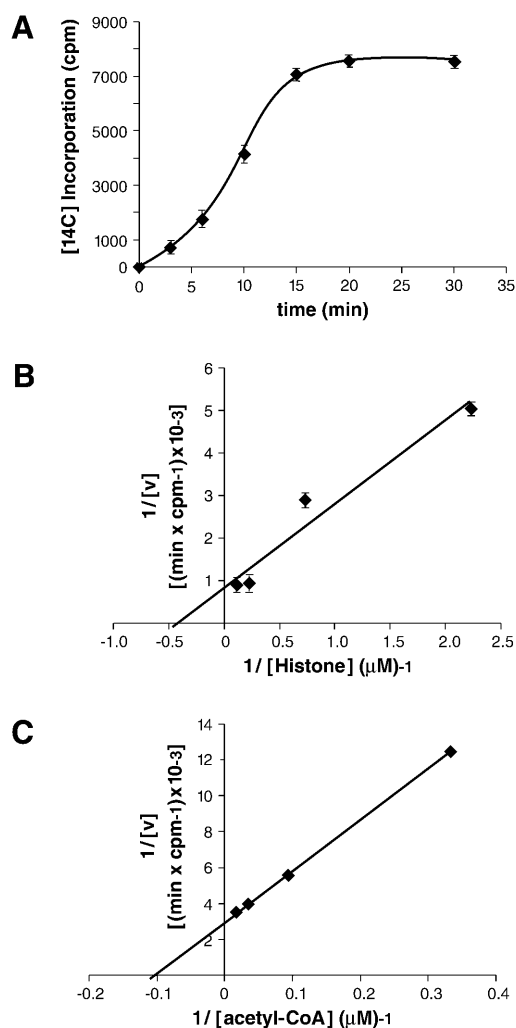 A
[14C] Incorporation (cpm)
9000
7000
5000
3000
1000
0
0 5 10 15 20 25 30 35
time (min)
B
1/[v]
[(min x cpm-1) x10-3]
6
5
3
2
1
-1.0 -0.5 0 0.5 1.0 1.5 2.0 2.5
1/ [Histone] (μM)-1
C
1/[v]
[(min x cpm-1) x10-3]
14
12
10
8
6
4
2
-0.2 -0.1 0 0.1 0.2 0.3 0.4
1/ [acetyl-CoA] (μM)-1